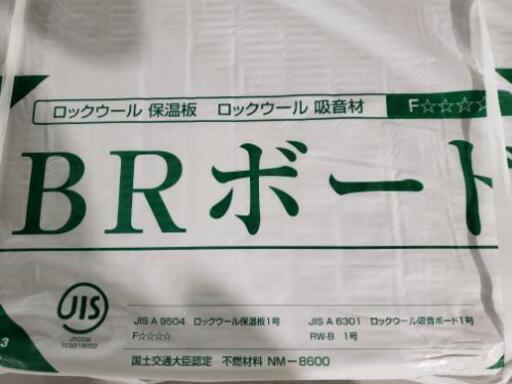 ロックウール 保温板 ロックウール 吸音材 F☆☆☆☆
BRボード
JIS
JIS A 9504 ロックウール保温板1号
F☆☆☆☆
JIS A 6301 ロックウール吸音ボード1号
RW-B 1号
国土交通大臣認定 不燃材料 NM-8600
3